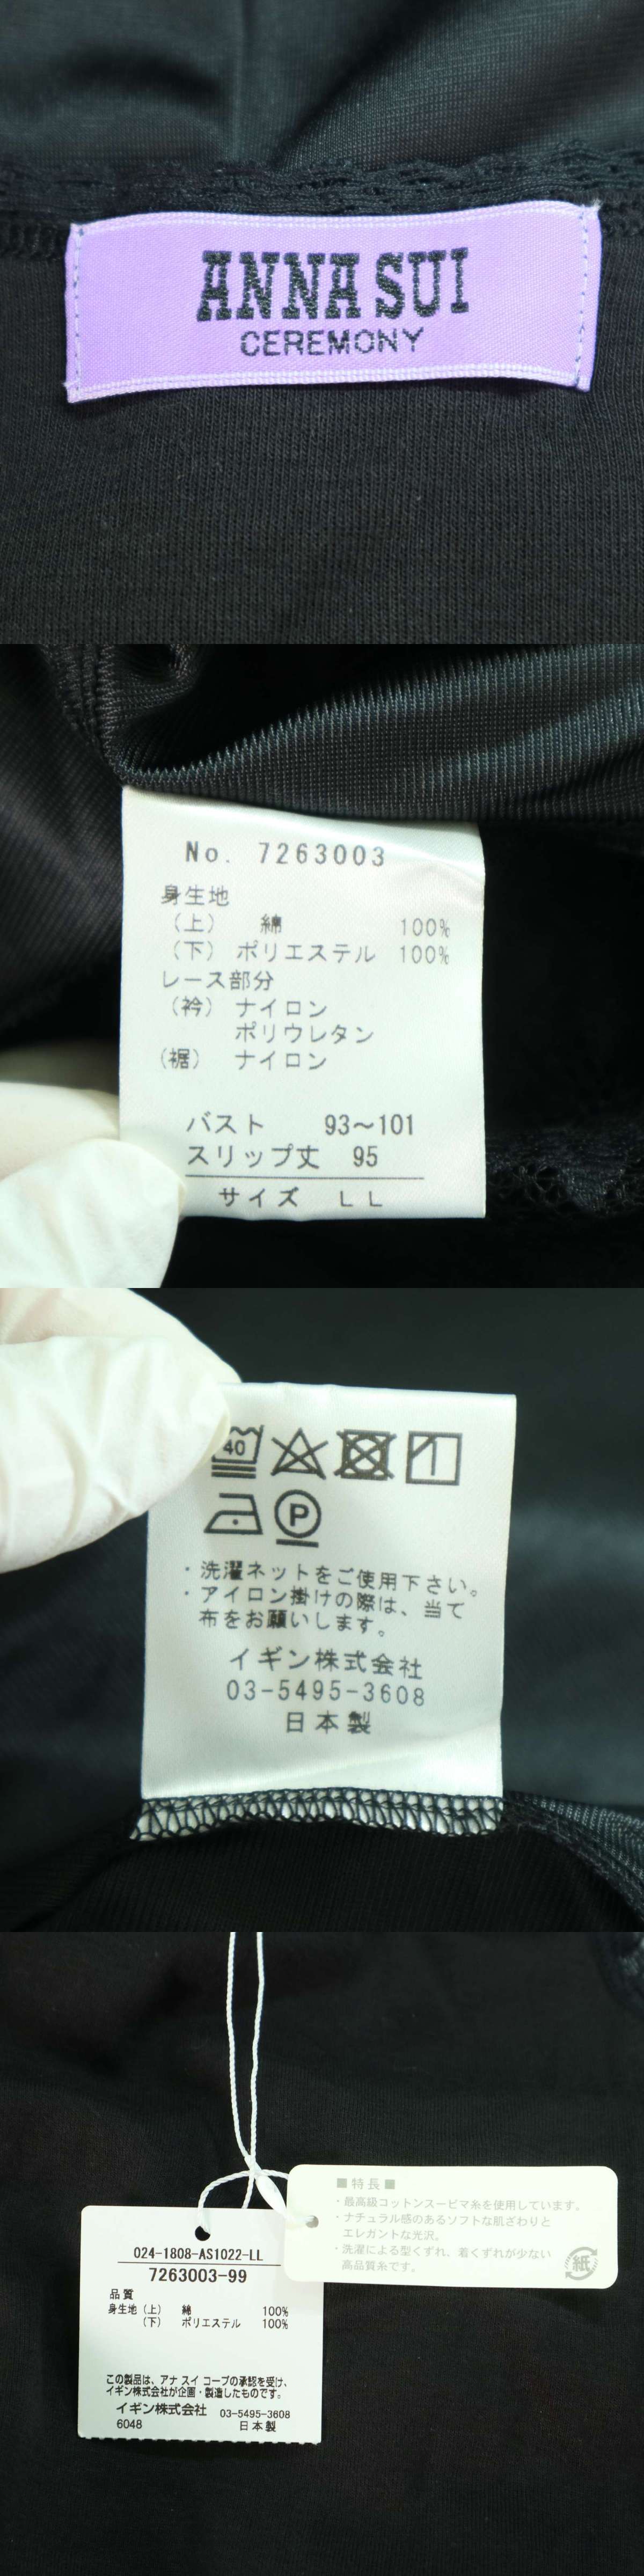 ANNA SUI
CEREMONY
No. 7263003
身生地
（上） 綿 100%
（下） ポリエステル 100%
レース部分
（衿） ナイロン
ポリウレタン
（裾） ナイロン
バスト 93〜101
スリップ丈 95
サイズ LL
40
P
・洗濯ネットをご使用下さい。
・アイロン掛けの際は、当て
布をお願いします。
イギン株式会社
03-5495-3608
日本製
■特長■
・最高級コットンスーピマ糸を使用しています。
・ナチュラル感のあるソフトな肌ざわりと
エレガントな光沢。
・洗濯による型くずれ、着くずれが少ない
高品質糸です。
紙
024-1808-AS1022-LL
7263003-99
品質
身生地（上） 綿 100%
（下） ポリエステル 100%
この製品は、アナ スイ コープの承認を受け、
イギン株式会社が企画・製造したものです。
イギン株式会社 03-5495-3608
6048 日本製